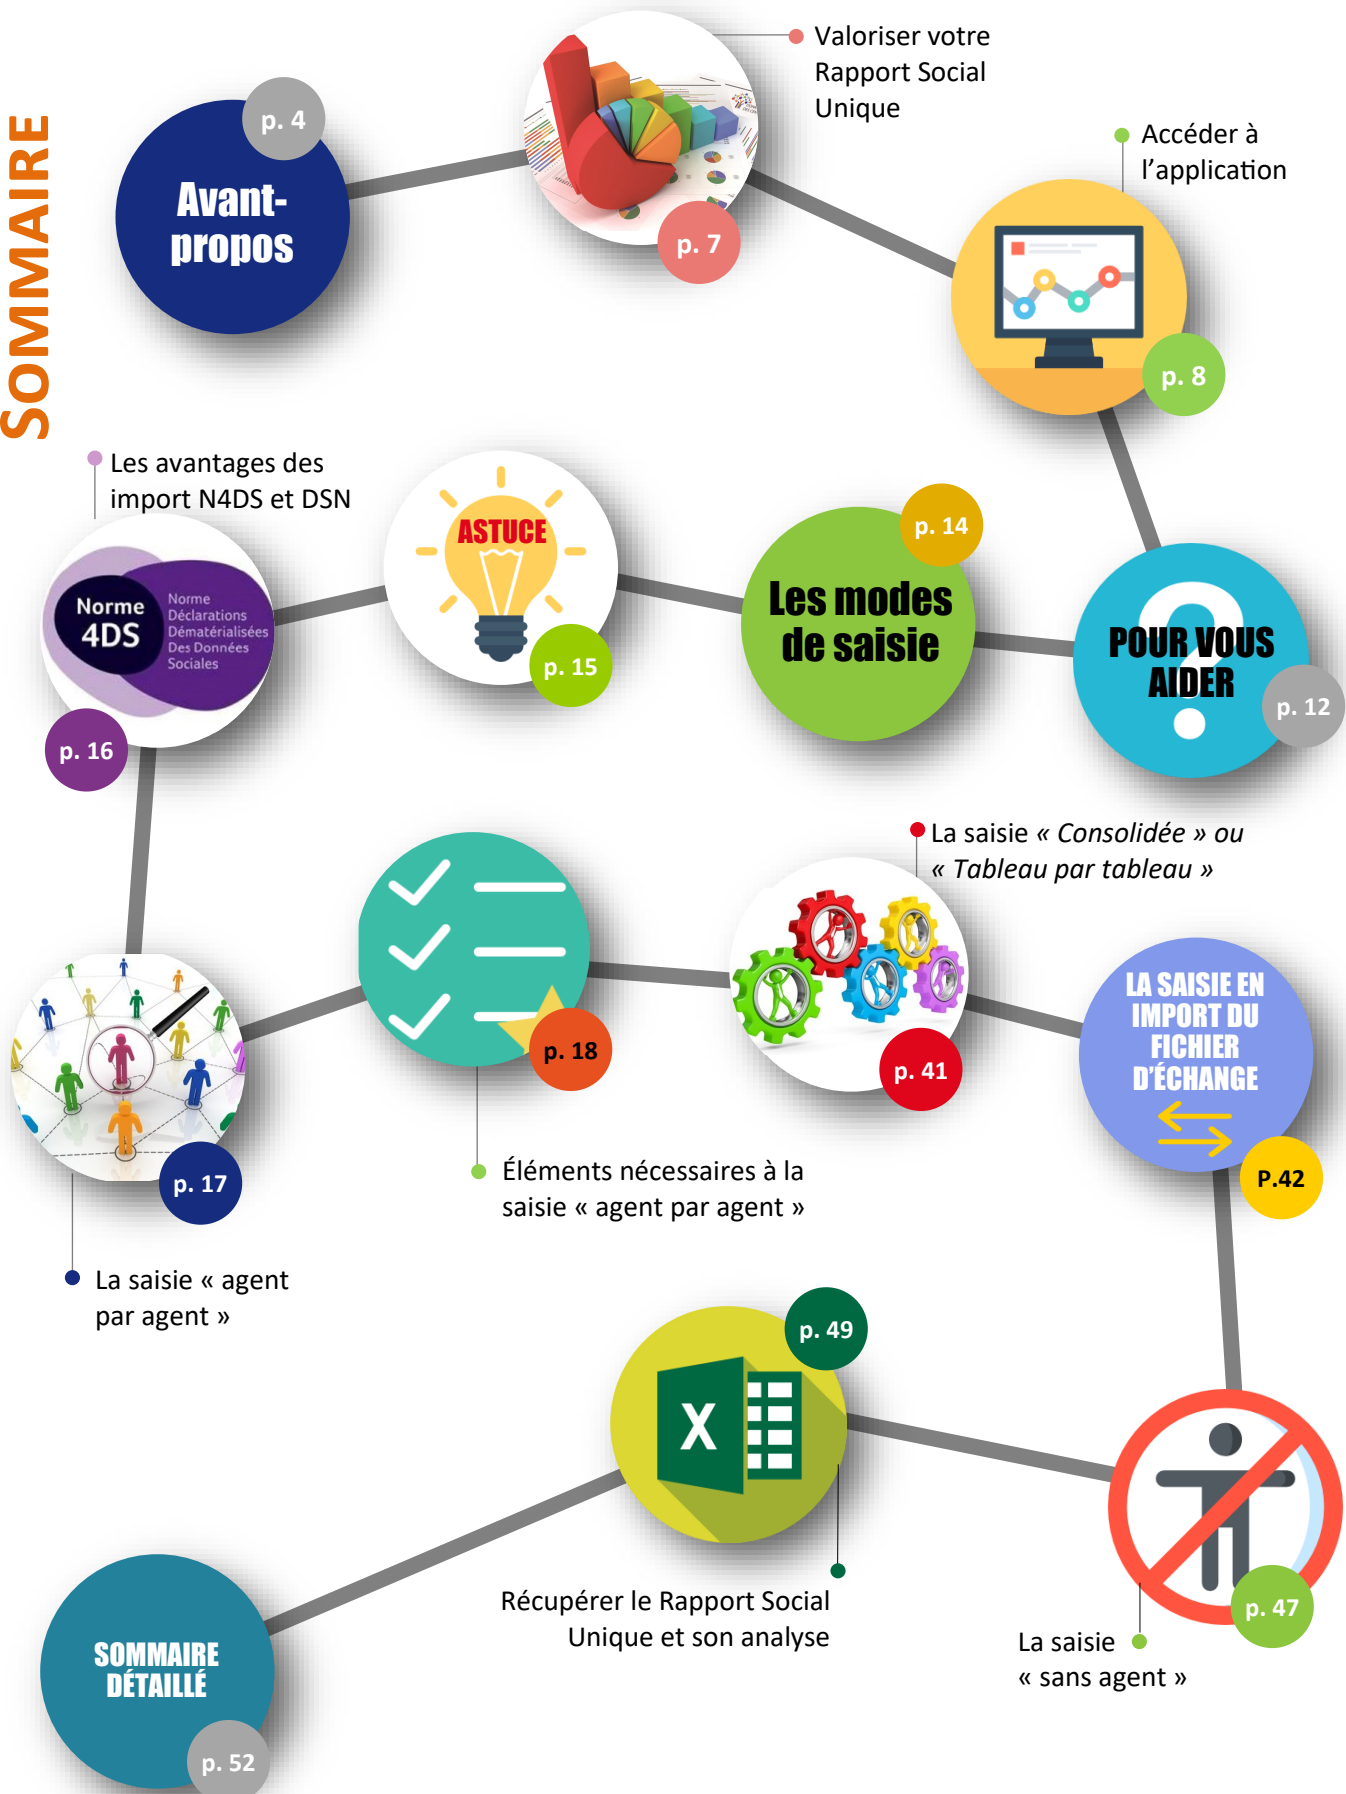 SOMMAIRE
p. 4
Avant-
propos
Valoriser votre
Rapport Social
Unique
p. 7
Accéder à
l’application
p. 8
POUR VOUS
AIDER
p. 12
p. 14
Les modes
de saisie
ASTUCE
p. 15
Les avantages des
import N4DS et DSN
Norme
4DS
Norme
Déclarations
Dématérialisées
Des Données
Sociales
p. 16
p. 17
La saisie « agent
par agent »
p. 18
Éléments nécessaires à la
saisie « agent par agent »
La saisie « Consolidée » ou
« Tableau par tableau »
p. 41
LA SAISIE EN
IMPORT DU
FICHIER
D’ÉCHANGE
P.42
p. 47
La saisie
« sans agent »
p. 49
X
Récupérer le Rapport Social
Unique et son analyse
SOMMAIRE
DÉTAILLÉ
p. 52